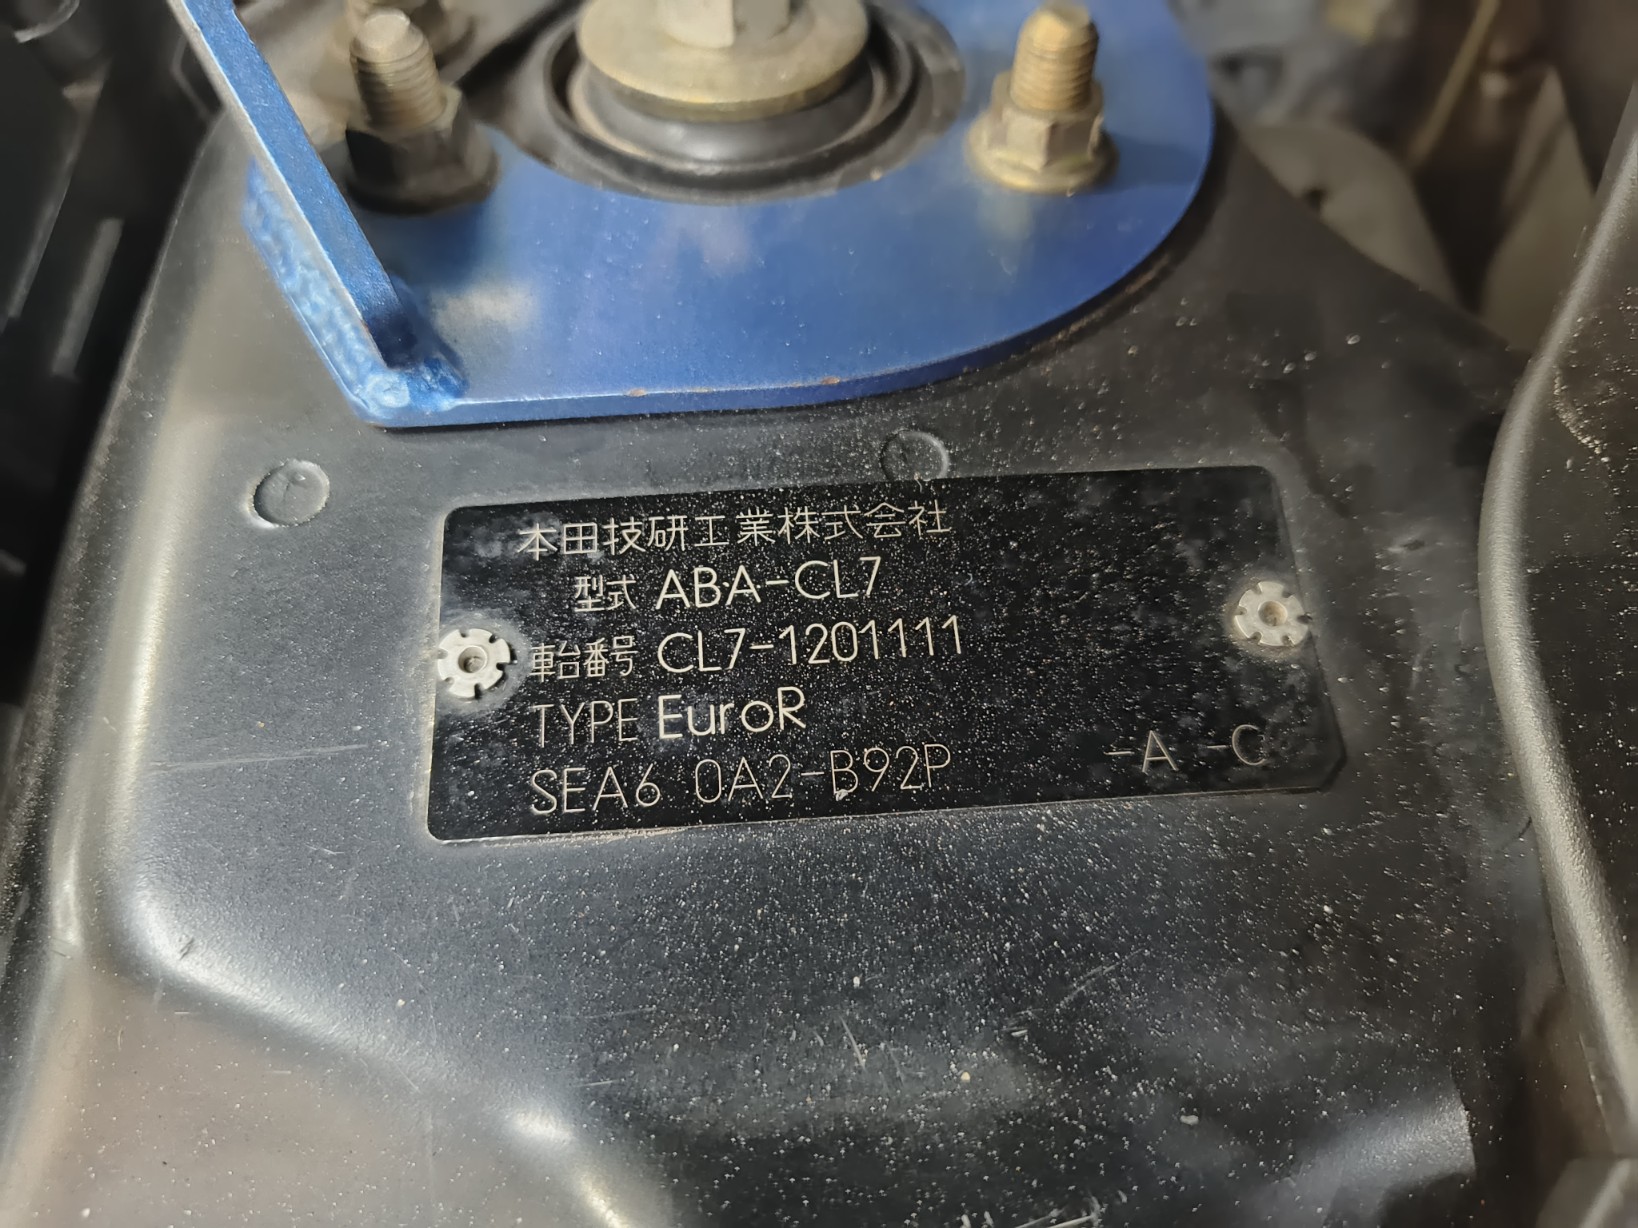 本田技研工業株式会社
型式 ABA-CL7
車台番号 CL7-1201111
TYPE EuroR
SEA6 0A2-B92P -A -C